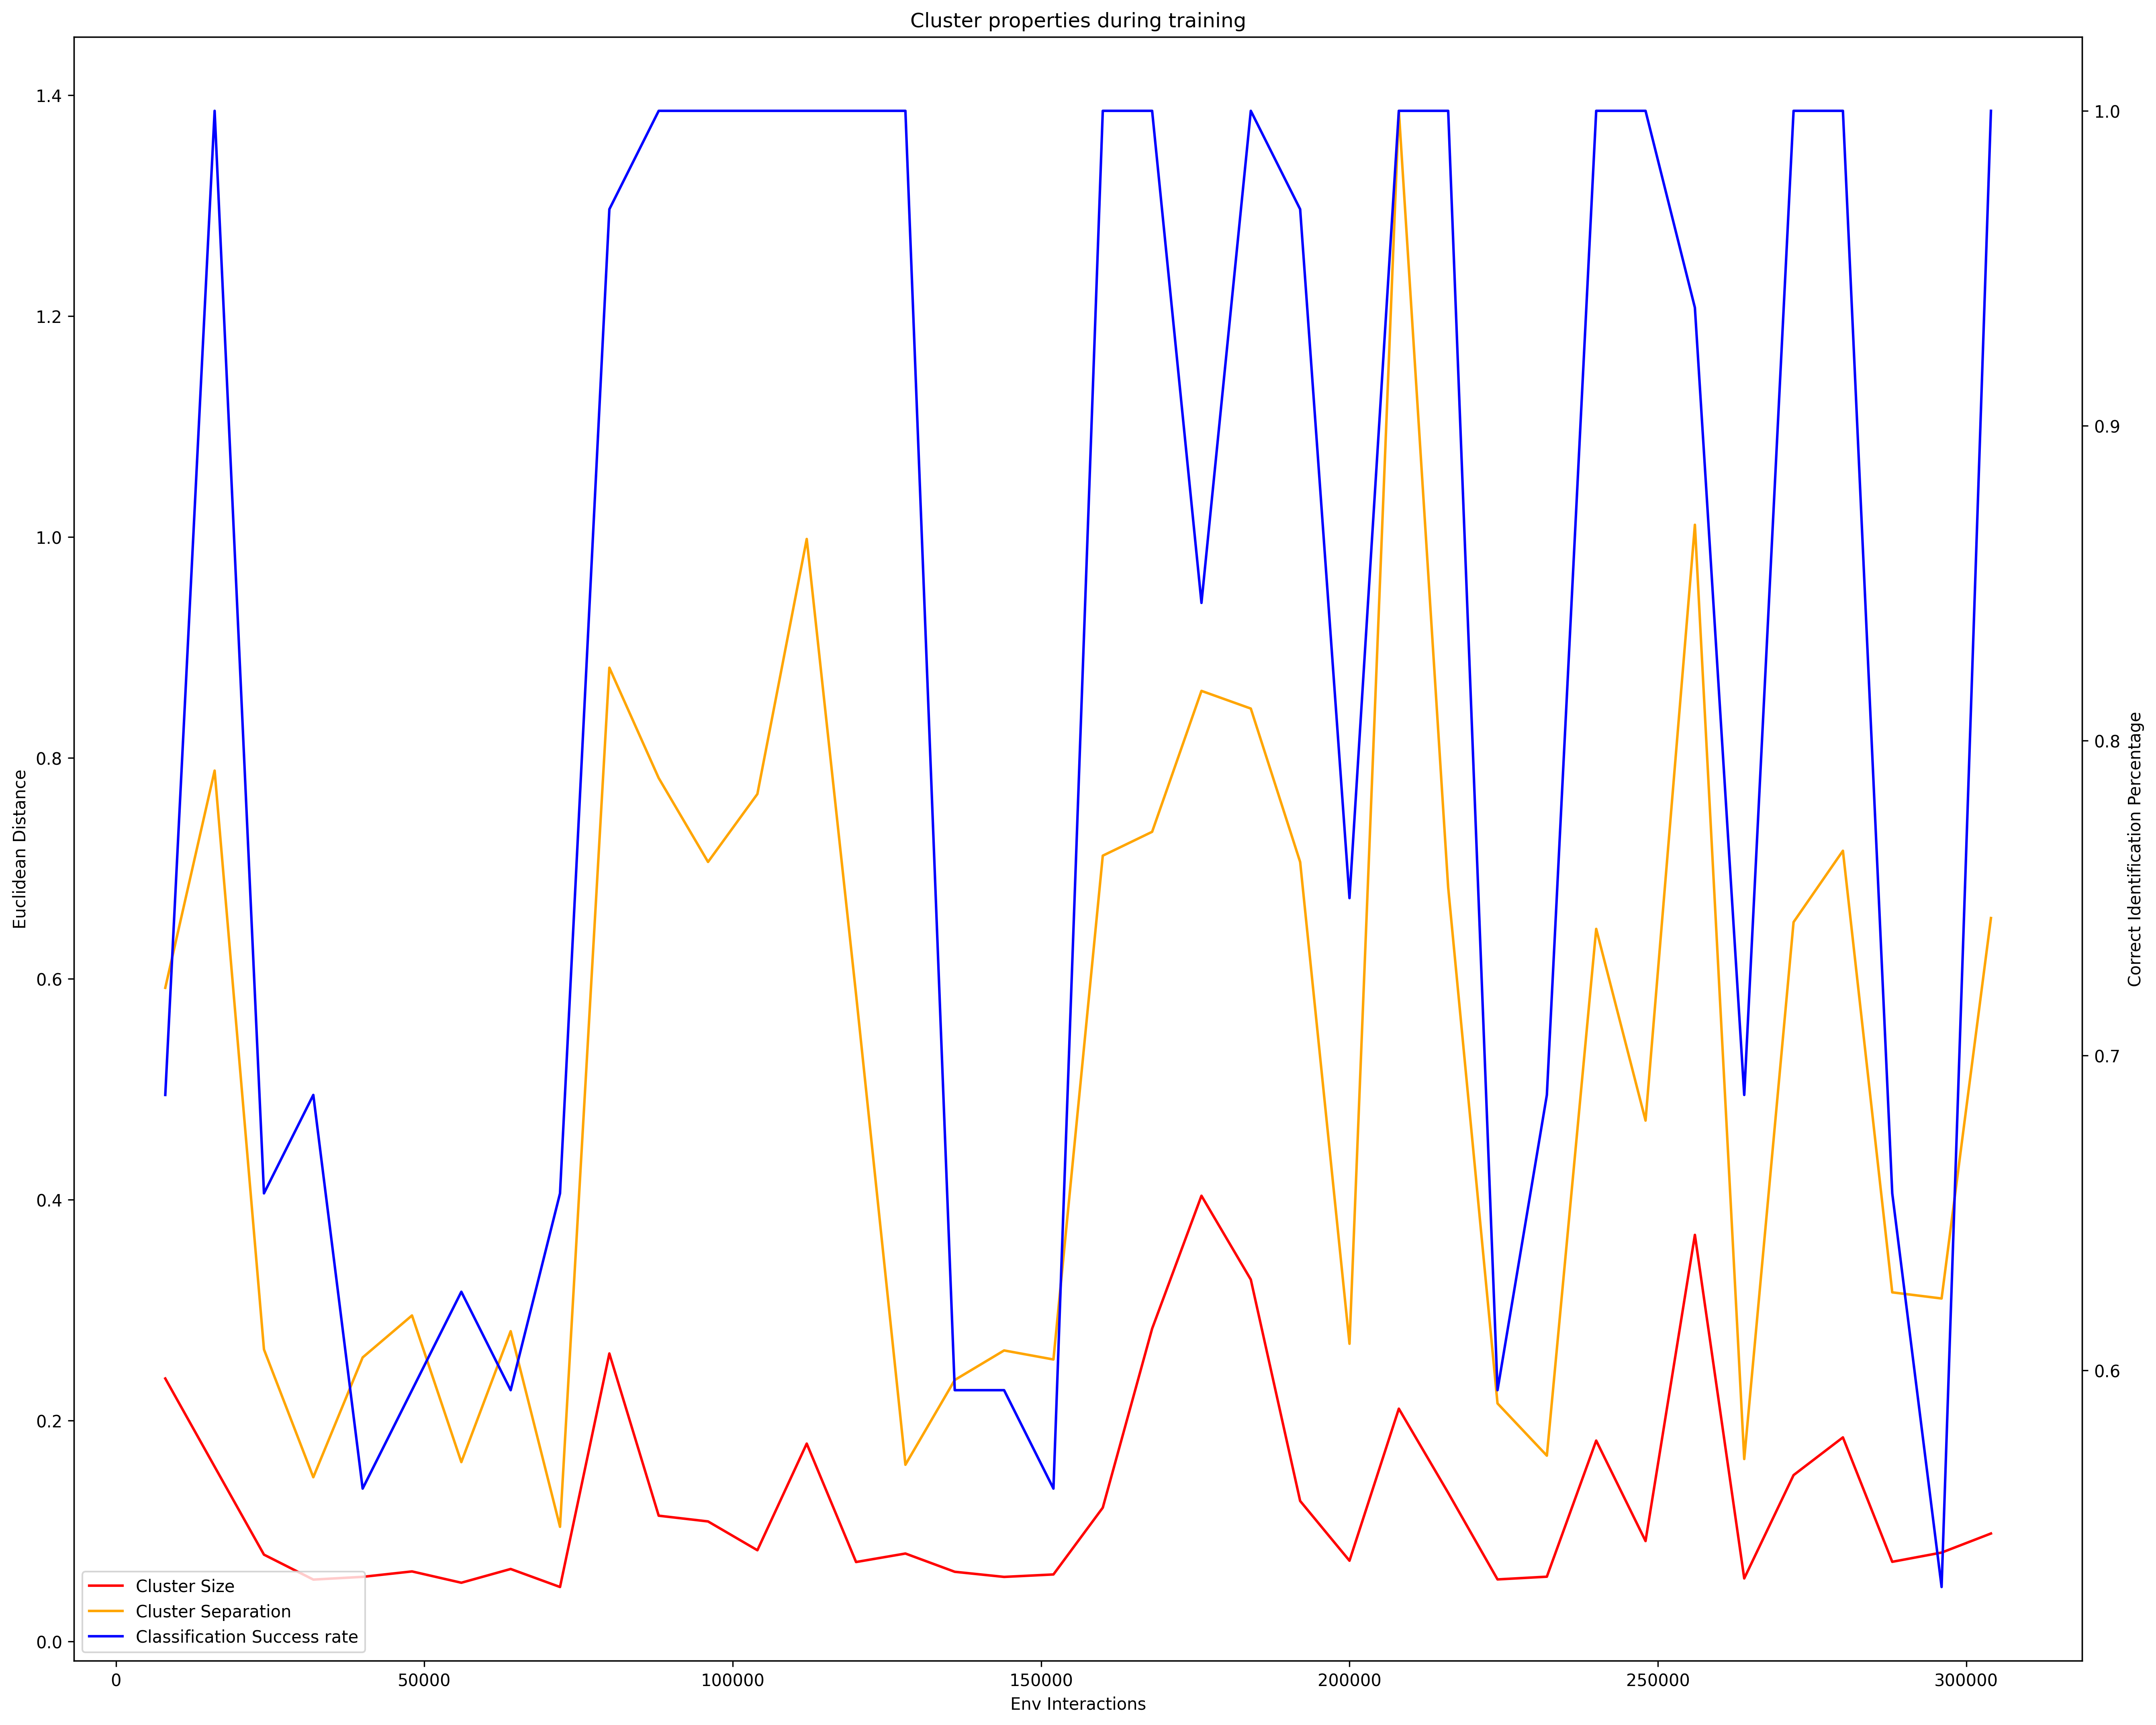 Cluster properties during training
1.4
1.2
1.0
0.8
0.6
0.4
0.2
0.0
Euclidean Distance
1.0
0.9
0.8
0.7
0.6
Correct Identification Percentage
Cluster Size
Cluster Separation
Classification Success rate
0
50000
100000
150000
200000
250000
300000
Env Interactions